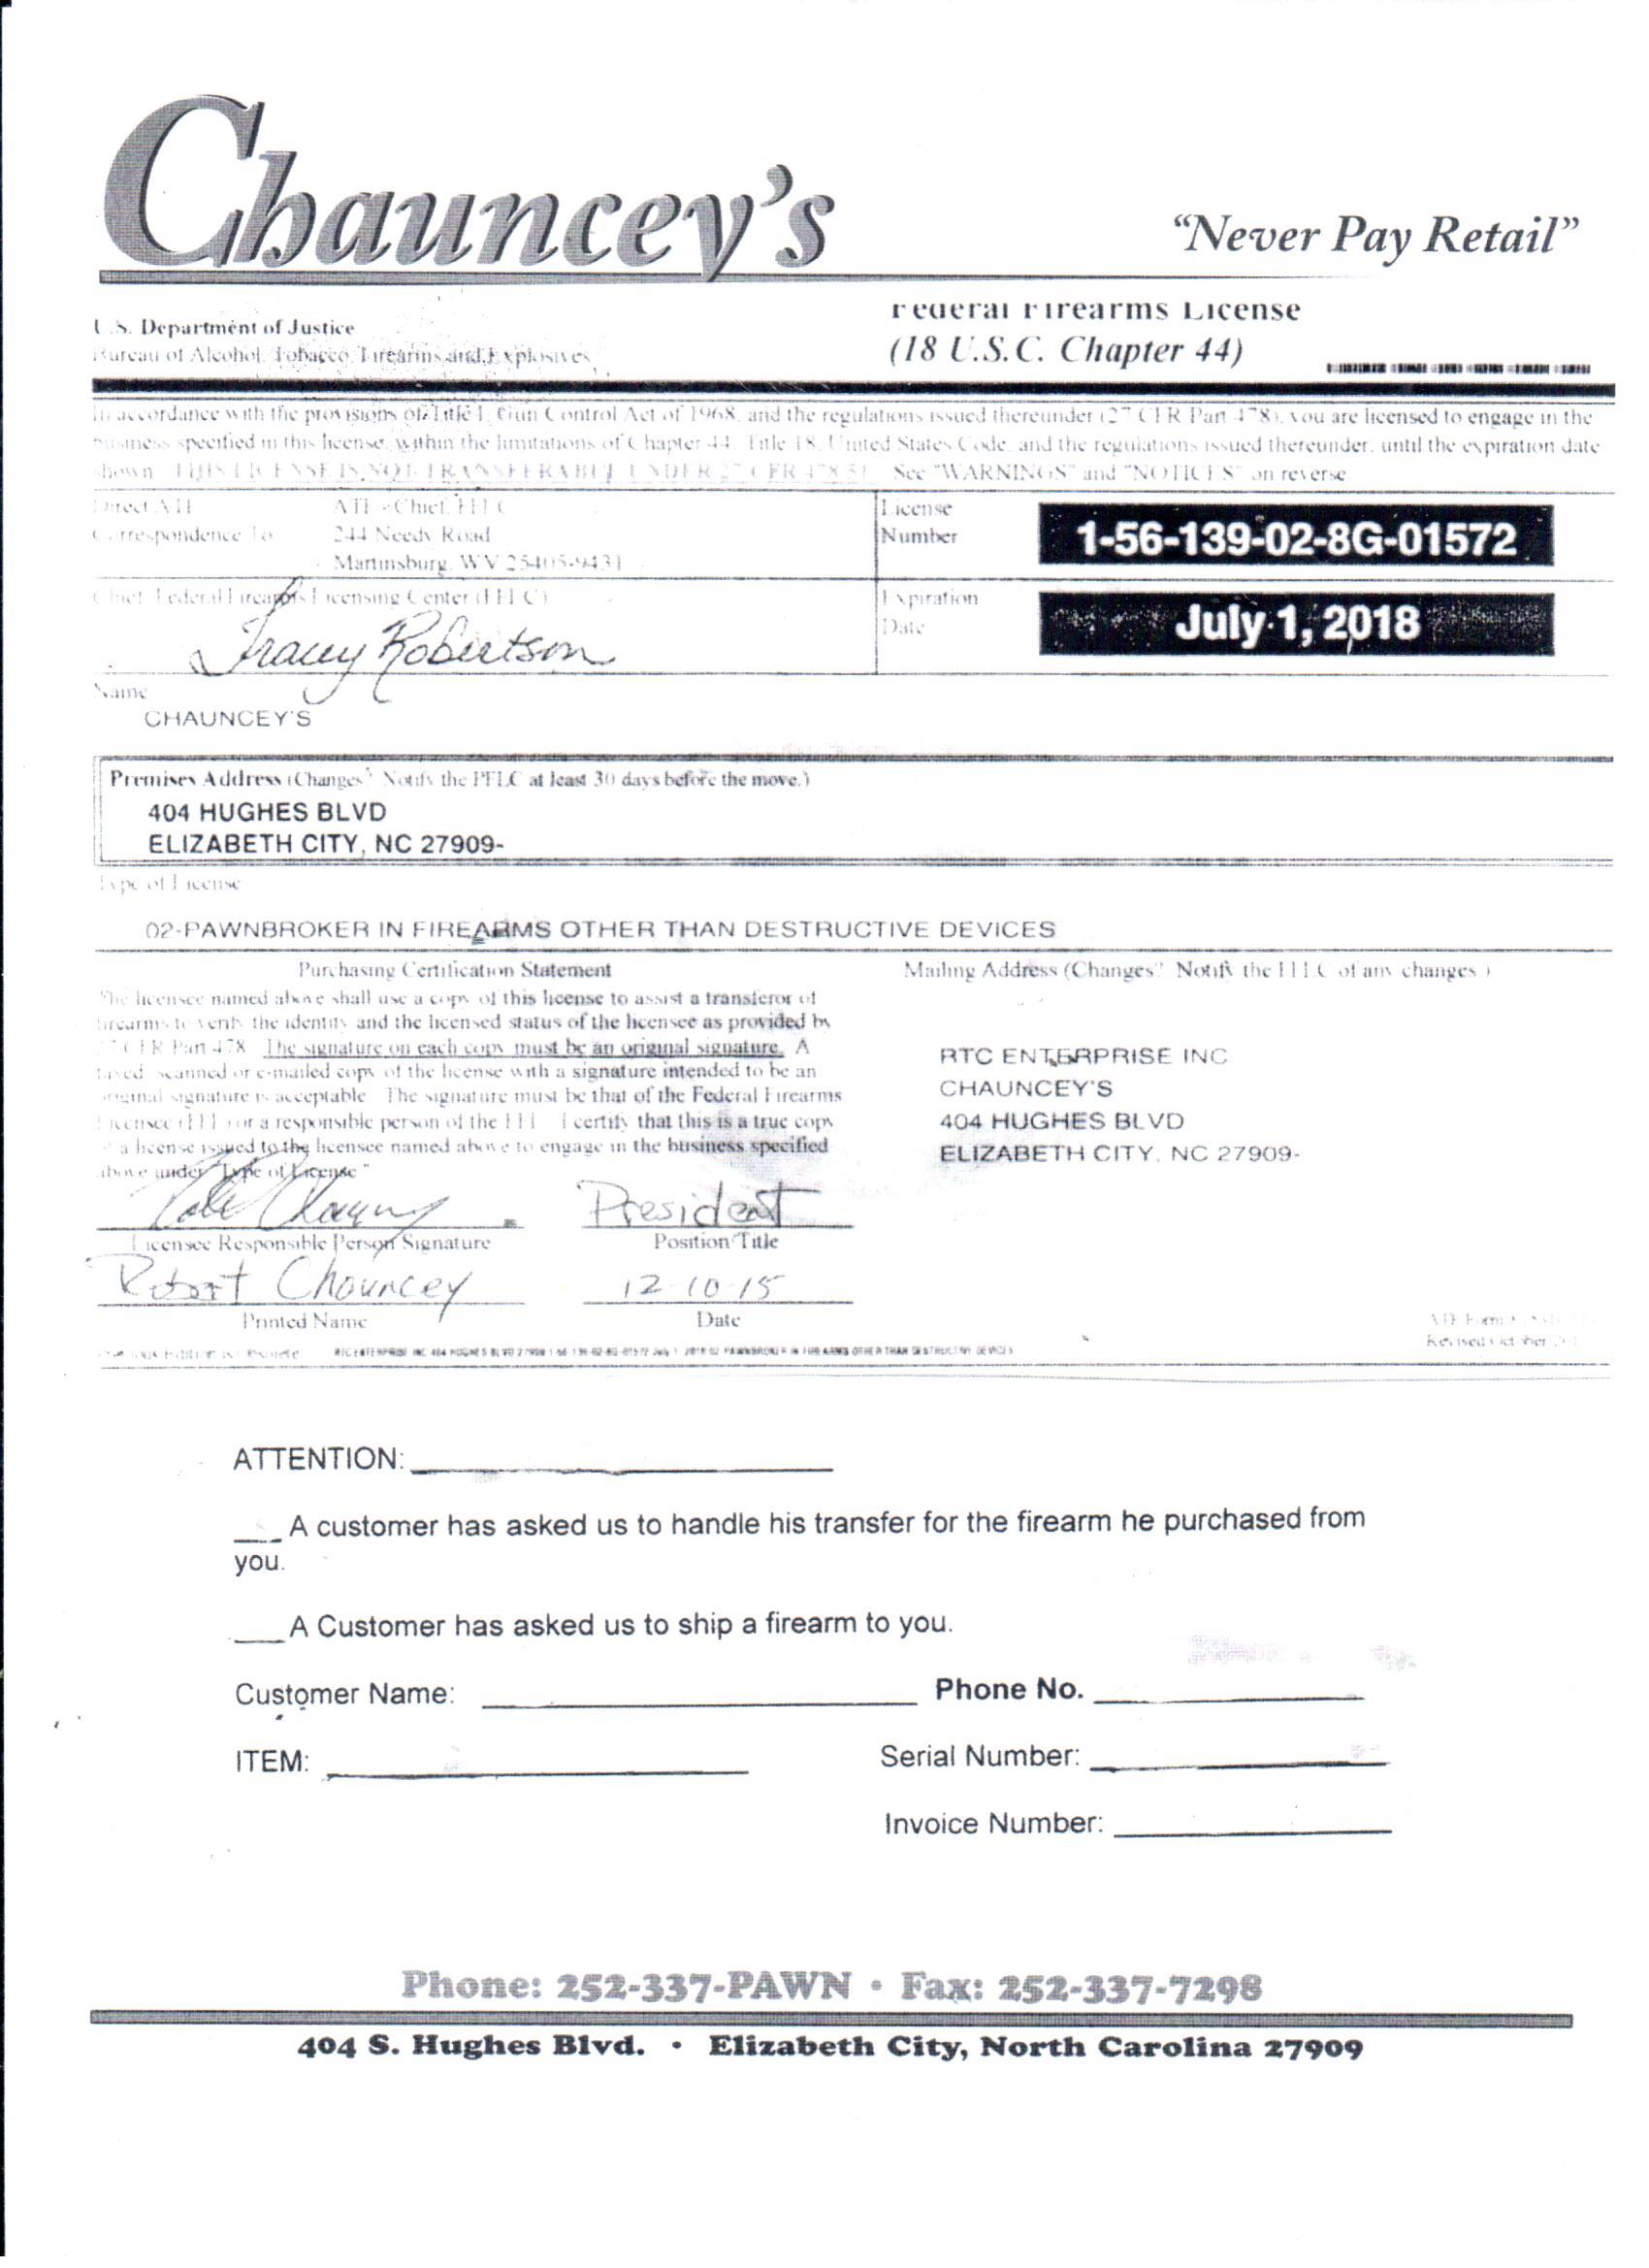 Chauncey's
"Never Pay Retail"
U.S. Department of Justice
Bureau of Alcohol, Tobacco, Firearms and Explosives
Federal Firearms License
(18 U.S.C. Chapter 44)
In accordance with the provisions of Title I, Gun Control Act of 1968, and the regulations issued thereunder (27 CFR Part 478), you are licensed to engage in the
business specified in this license, within the limitations of Chapter 44, Title 18, United States Code, and the regulations issued thereunder, until the expiration date
shown. THIS LICENSE IS NOT TRANSFERABLE UNDER 27 CFR 478.51. See "WARNINGS" and "NOTICES" on reverse
Direct ATF ATF - Chief, FFLC
Correspondence To 244 Needy Road
Martinsburg, WV 25405-9431
License
Number
1-56-139-02-8G-01572
Chief, Federal Firearms Licensing Center (FFLC)
Tracey Robertson
Expiration
Date
July 1, 2018
Name
CHAUNCEY'S
Premises Address (Changes? Notify the FFLC at least 30 days before the move.)
404 HUGHES BLVD
ELIZABETH CITY, NC 27909-
Type of License
02-PAWNBROKER IN FIREARMS OTHER THAN DESTRUCTIVE DEVICES
Purchasing Certification Statement
The licensee named above shall use a copy of this license to assist a transferor of
firearms to verify the identity and the licensed status of the licensee as provided by
27 CFR Part 478. The signature on each copy must be an original signature. A
faxed, scanned or e-mailed copy of the license with a signature intended to be an
original signature is acceptable. The signature must be that of the Federal Firearms
Licensee (FFL) or a responsible person of the FFL. I certify that this is a true copy
of a license issued to the licensee named above to engage in the business specified
above under "Type of License."
Mailing Address (Changes? Notify the FFLC of any changes.)
RTC ENTERPRISE INC
CHAUNCEY'S
404 HUGHES BLVD
ELIZABETH CITY, NC 27909-
President
Licensee Responsible Person Signature Position Title
Robert Chauncey 12-10-15
Printed Name Date
Revised October
RTC ENTERPRISE INC 404 HUGHES BLVD 27909 1-56-139-02-8G-01572 July 1, 2018 02-PAWNBROKER IN FIREARMS OTHER THAN DESTRUCTIVE DEVICES
ATTENTION:
A customer has asked us to handle his transfer for the firearm he purchased from
you.
A Customer has asked us to ship a firearm to you.
Customer Name: Phone No.
ITEM: Serial Number:
Invoice Number:
Phone: 252-337-PAWN • Fax: 252-337-7298
404 S. Hughes Blvd. • Elizabeth City, North Carolina 27909